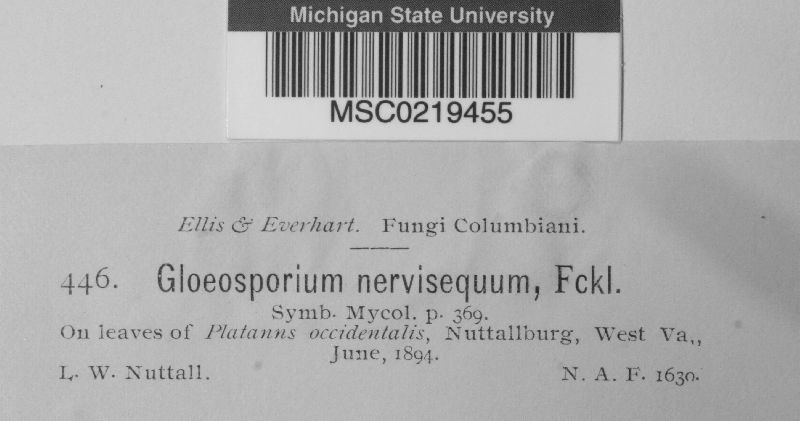 Michigan State University
MSC0219455
Ellis & Everhart. Fungi Columbiani.
446. Gloeosporium nervisequum, Fckl.
Symb. Mycol. p. 369.
On leaves of Platanns occidentalis, Nuttallburg, West Va.,
June, 1894.
L. W. Nuttall. N. A. F. 1630.